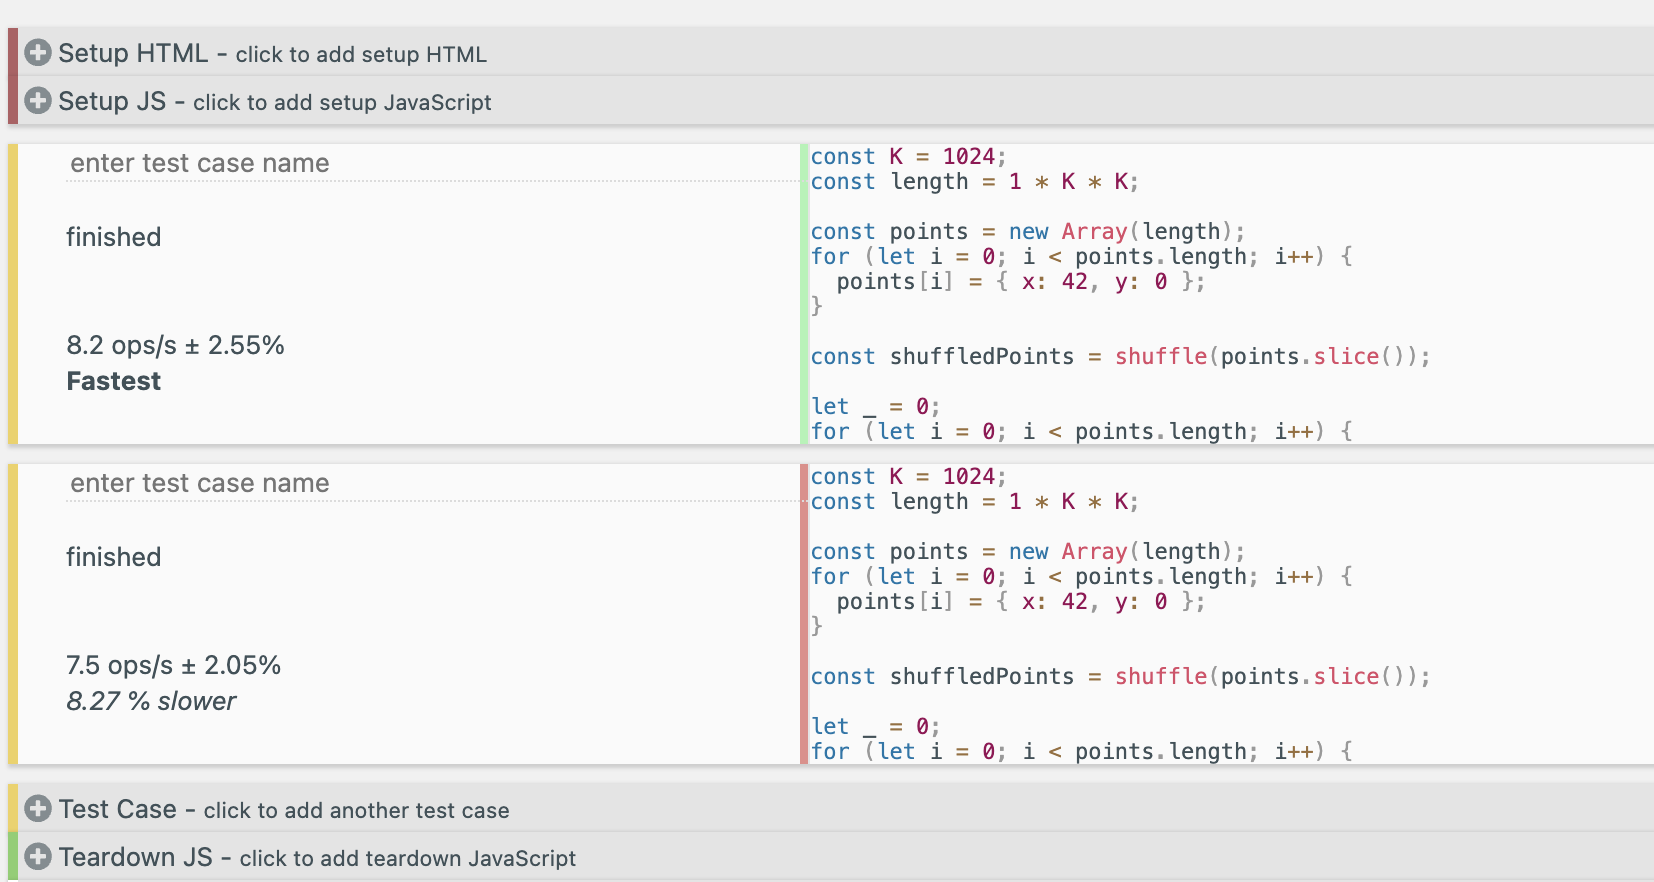 Setup HTML - click to add setup HTML
Setup JS - click to add setup JavaScript
enter test case name
finished
8.2 ops/s ± 2.55%
Fastest
const K = 1024;
const length = 1 * K * K;
const points = new Array(length);
for (let i = 0; i < points.length; i++) {
  points[i] = { x: 42, y: 0 };
}
const shuffledPoints = shuffle(points.slice());
let _ = 0;
for (let i = 0; i < points.length; i++) {
enter test case name
finished
7.5 ops/s ± 2.05%
8.27 % slower
const K = 1024;
const length = 1 * K * K;
const points = new Array(length);
for (let i = 0; i < points.length; i++) {
  points[i] = { x: 42, y: 0 };
}
const shuffledPoints = shuffle(points.slice());
let _ = 0;
for (let i = 0; i < points.length; i++) {
Test Case - click to add another test case
Teardown JS - click to add teardown JavaScript